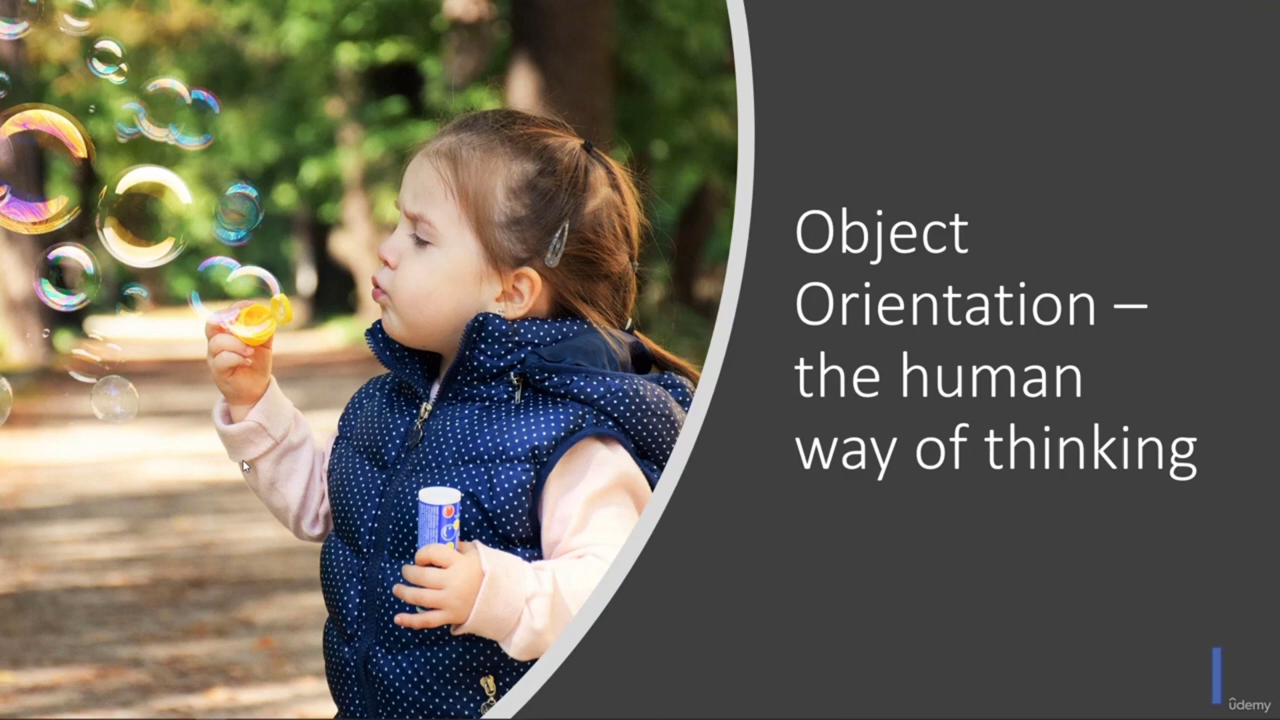 Object
Orientation –
the human
way of thinking
ûdemy